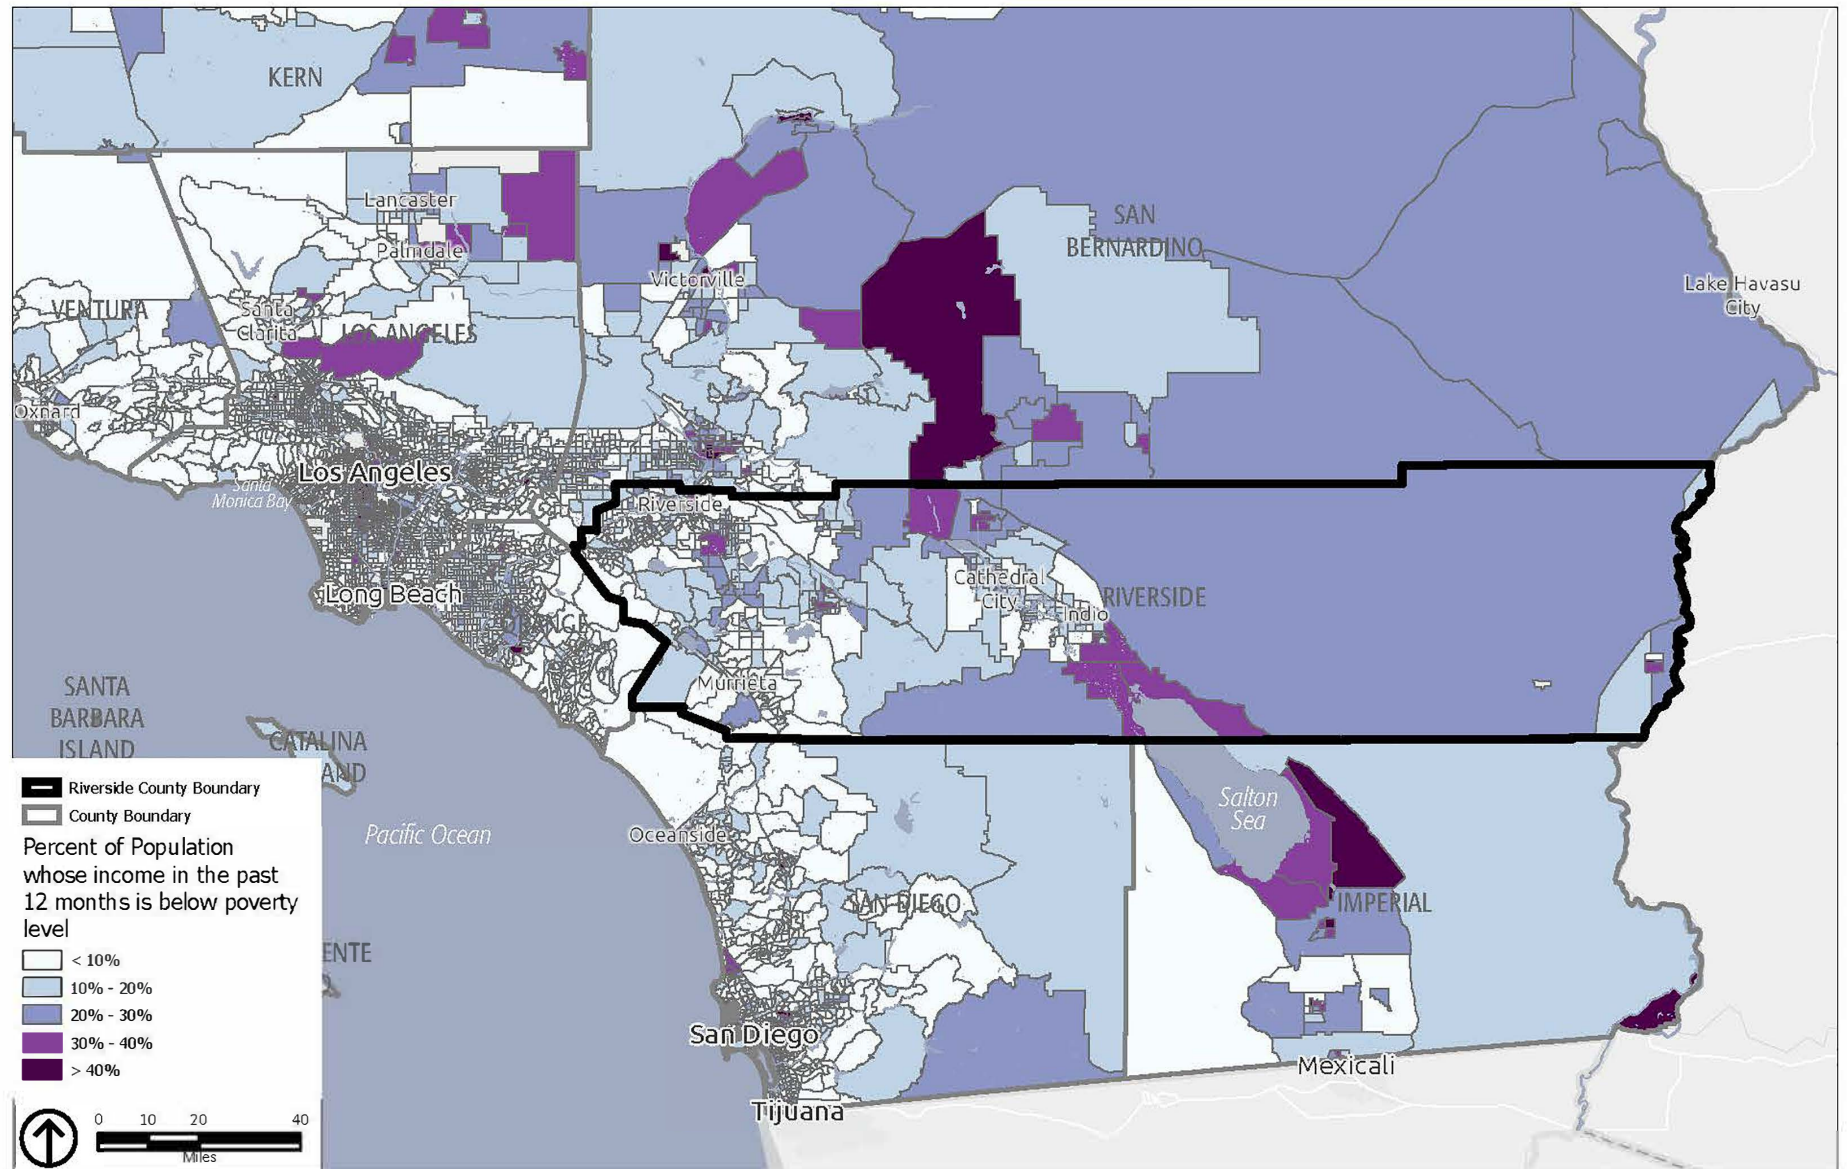 KERN
SAN
BERNARDINO
Lancaster
Palmdale
Victorville
Lake Havasu
City
VENTURA
Santa
Clarita
LOS ANGELES
Oxnard
Los Angeles
Santa
Monica Bay
Riverside
Long Beach
Cathedral
City
Indio
RIVERSIDE
Murrieta
SANTA
BARBARA
ISLAND
CATALINA
AND
Salton
Sea
Pacific Ocean
Oceanside
SAN DIEGO
IMPERIAL
ENTE
San Diego
Mexicali
Tijuana
Riverside County Boundary
County Boundary
Percent of Population
whose income in the past
12 months is below poverty
level
< 10%
10% - 20%
20% - 30%
30% - 40%
> 40%
0 10 20 40
Miles